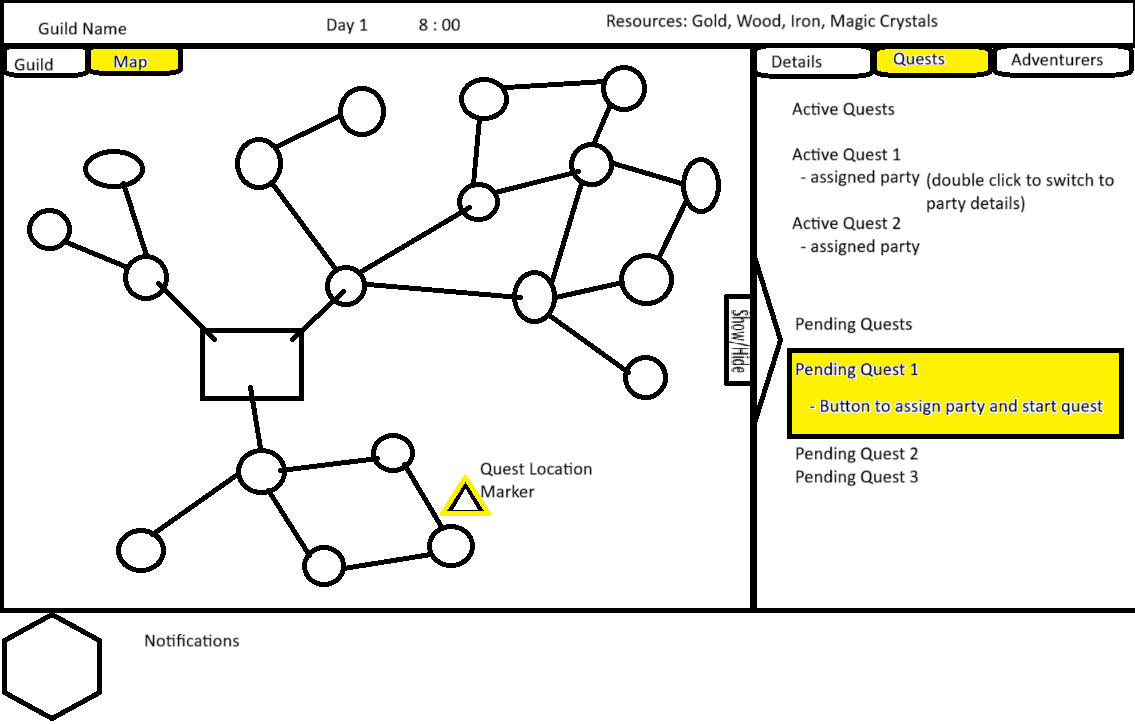 Guild Name
Day 1
8 : 00
Resources: Gold, Wood, Iron, Magic Crystals
Guild
Map
Details
Quests
Adventurers
Active Quests
Active Quest 1
- assigned party
(double click to switch to
party details)
Active Quest 2
- assigned party
Show/Hide
Pending Quests
Pending Quest 1
- Button to assign party and start quest
Pending Quest 2
Pending Quest 3
Quest Location
Marker
Notifications